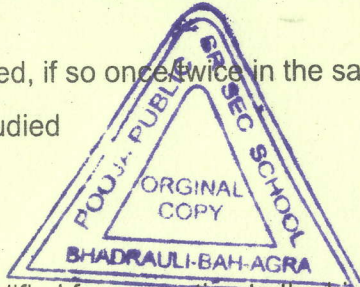 ed, if so once/twice in the sa
udied
POOJA PUBLIC SR. SEC SCHOOL
ORGINAL
COPY
BHADRAULI-BAH-AGRA